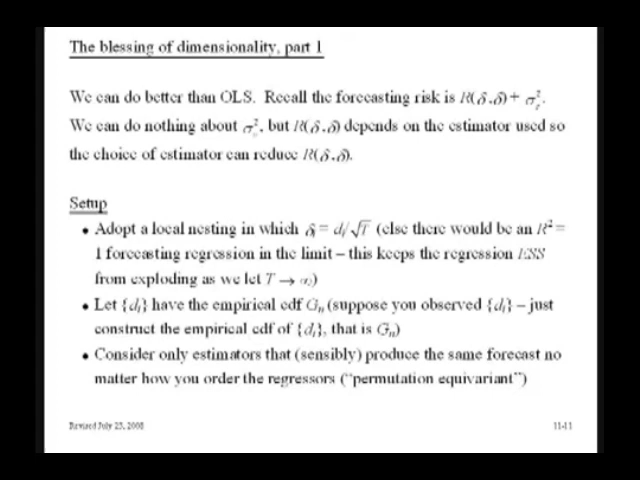 The blessing of dimensionality, part 1
We can do better than OLS. Recall the forecasting risk is R(δ̂,δ) + σ²ε.
We can do nothing about σ²ε, but R(δ̂,δ) depends on the estimator used so
the choice of estimator can reduce R(δ̂,δ).
Setup
• Adopt a local nesting in which δi = di/√T (else there would be an R² =
1 forecasting regression in the limit – this keeps the regression ESS
from exploding as we let T → ∞)
• Let {di} have the empirical cdf Gn (suppose you observed {di} – just
construct the empirical cdf of {di}, that is Gn)
• Consider only estimators that (sensibly) produce the same forecast no
matter how you order the regressors ("permutation equivariant")
Revised July 23, 2008
11-11